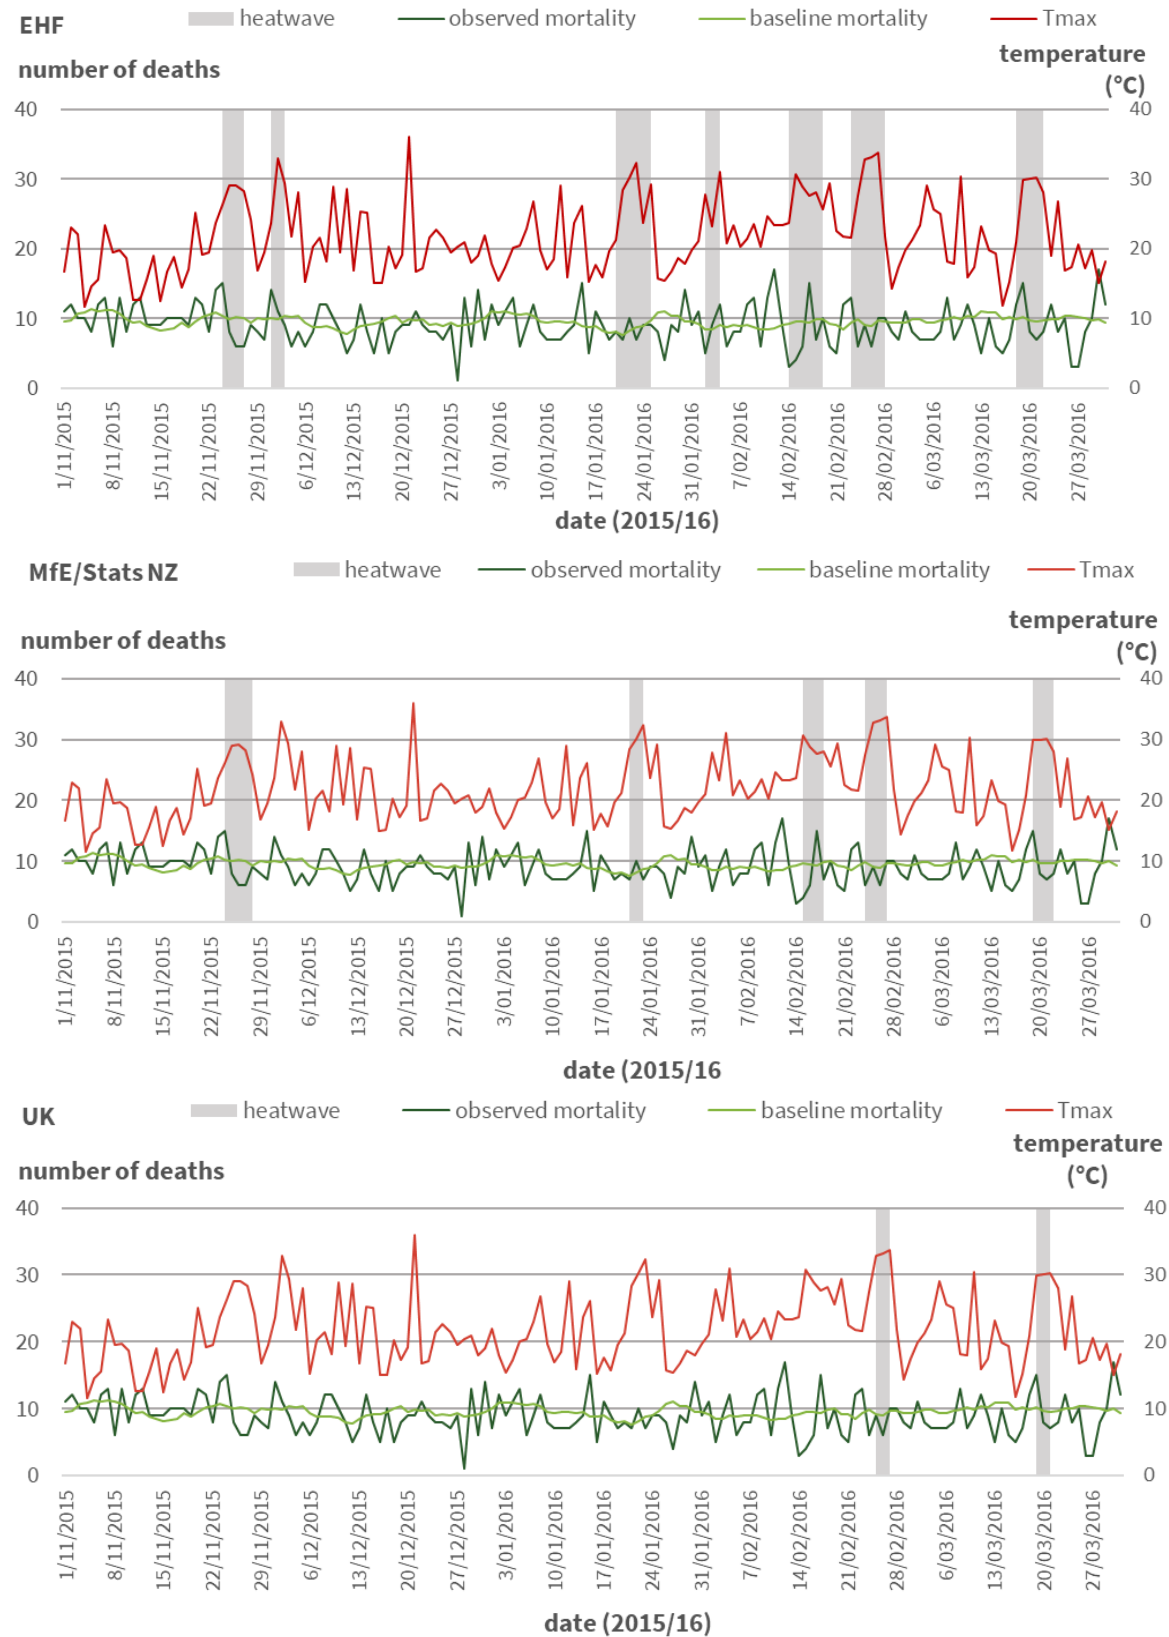 EHF
heatwave observed mortality baseline mortality Tmax
number of deaths
temperature
(°C)
40 40
30 30
20 20
10 10
0 0
1/11/2015 8/11/2015 15/11/2015 22/11/2015 29/11/2015 6/12/2015 13/12/2015 20/12/2015 27/12/2015 3/01/2016 10/01/2016 17/01/2016 24/01/2016 31/01/2016 7/02/2016 14/02/2016 21/02/2016 28/02/2016 6/03/2016 13/03/2016 20/03/2016 27/03/2016
date (2015/16)
MfE/Stats NZ
heatwave observed mortality baseline mortality Tmax
number of deaths
temperature
(°C)
40 40
30 30
20 20
10 10
0 0
1/11/2015 8/11/2015 15/11/2015 22/11/2015 29/11/2015 6/12/2015 13/12/2015 20/12/2015 27/12/2015 3/01/2016 10/01/2016 17/01/2016 24/01/2016 31/01/2016 7/02/2016 14/02/2016 21/02/2016 28/02/2016 6/03/2016 13/03/2016 20/03/2016 27/03/2016
date (2015/16
UK
heatwave observed mortality baseline mortality Tmax
number of deaths
temperature
(°C)
40 40
30 30
20 20
10 10
0 0
1/11/2015 8/11/2015 15/11/2015 22/11/2015 29/11/2015 6/12/2015 13/12/2015 20/12/2015 27/12/2015 3/01/2016 10/01/2016 17/01/2016 24/01/2016 31/01/2016 7/02/2016 14/02/2016 21/02/2016 28/02/2016 6/03/2016 13/03/2016 20/03/2016 27/03/2016
date (2015/16)